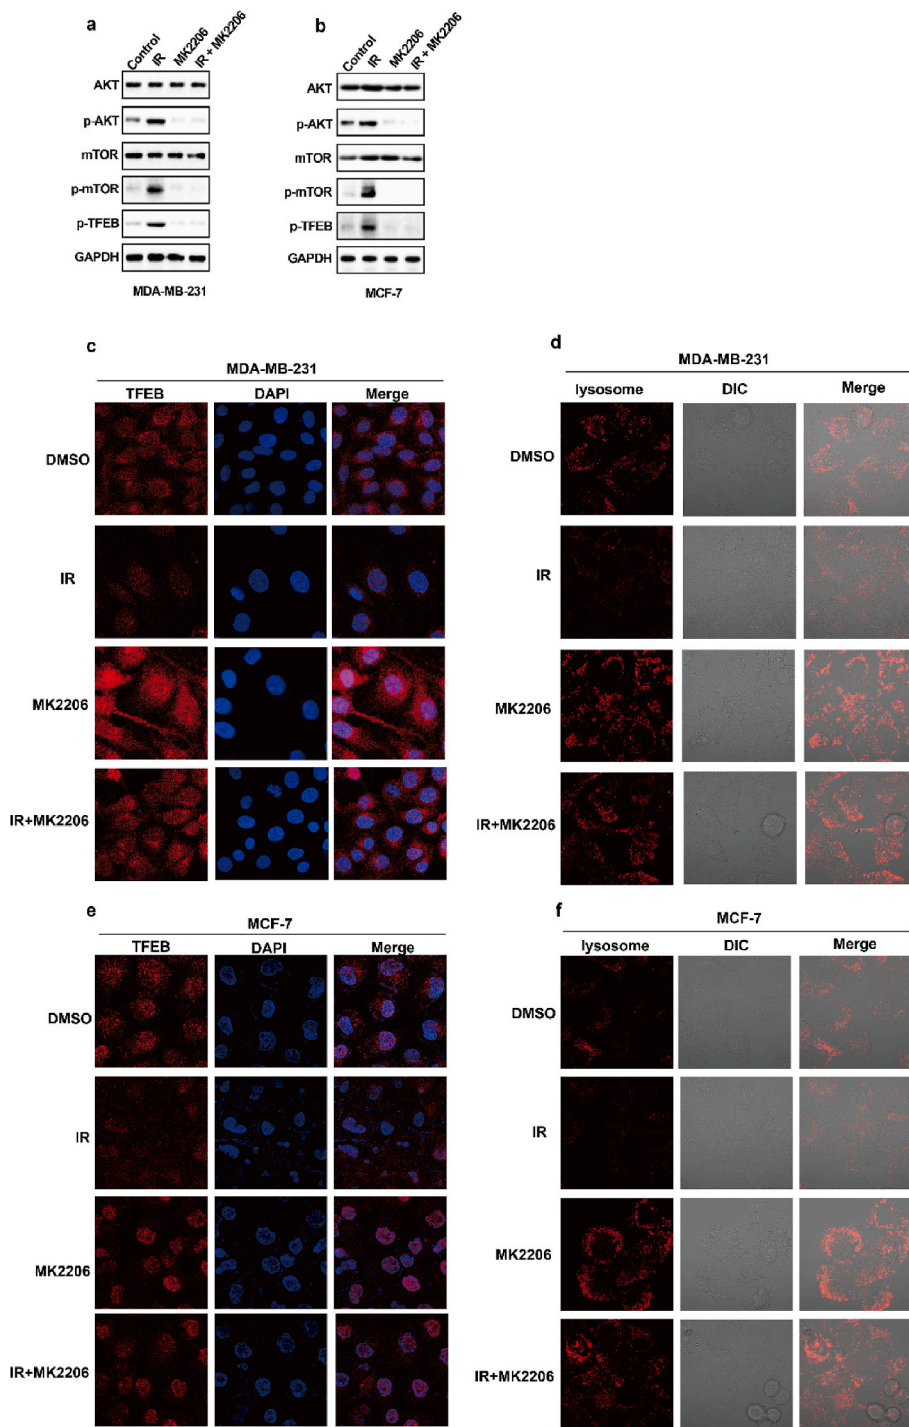 a
Control
IR
MK2206
IR + MK2206
AKT
p-AKT
mTOR
p-mTOR
p-TFEB
GAPDH
MDA-MB-231
b
Control
IR
MK2206
IR + MK2206
AKT
p-AKT
mTOR
p-mTOR
p-TFEB
GAPDH
MCF-7
c
MDA-MB-231
TFEB DAPI Merge
DMSO
IR
MK2206
IR+MK2206
d
MDA-MB-231
lysosome DIC Merge
DMSO
IR
MK2206
IR+MK2206
e
MCF-7
TFEB DAPI Merge
DMSO
IR
MK2206
IR+MK2206
f
MCF-7
lysosome DIC Merge
DMSO
IR
MK2206
IR+MK2206